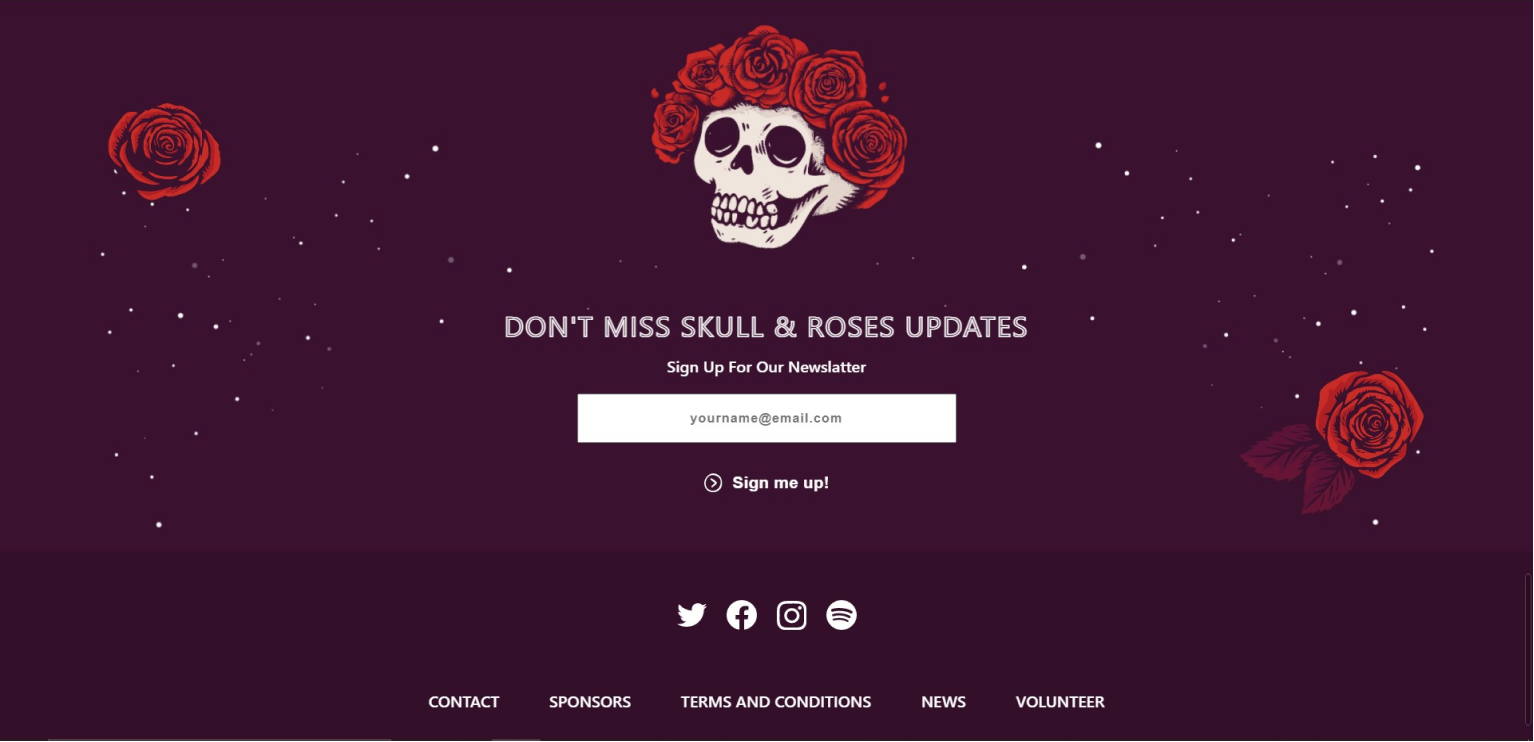 DON'T MISS SKULL & ROSES UPDATES
Sign Up For Our Newslatter
yourname@email.com
Sign me up!
CONTACT SPONSORS TERMS AND CONDITIONS NEWS VOLUNTEER